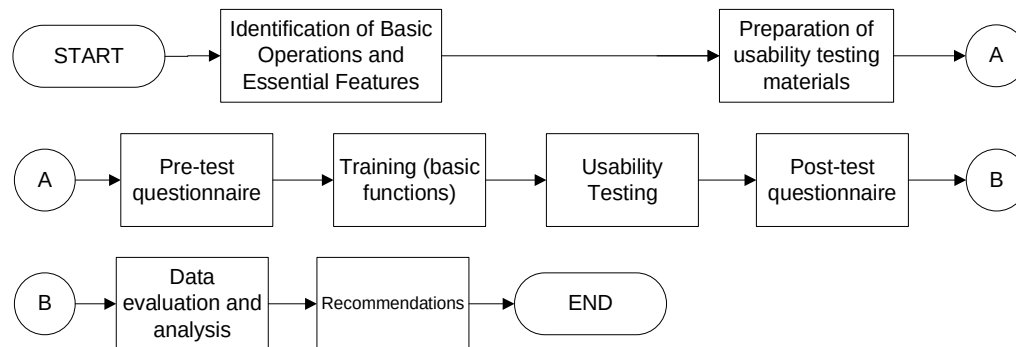 START
Identification of Basic
Operations and
Essential Features
Preparation of
usability testing
materials
A
A
Pre-test
questionnaire
Training (basic
functions)
Usability
Testing
Post-test
questionnaire
B
B
Data
evaluation and
analysis
Recommendations
END